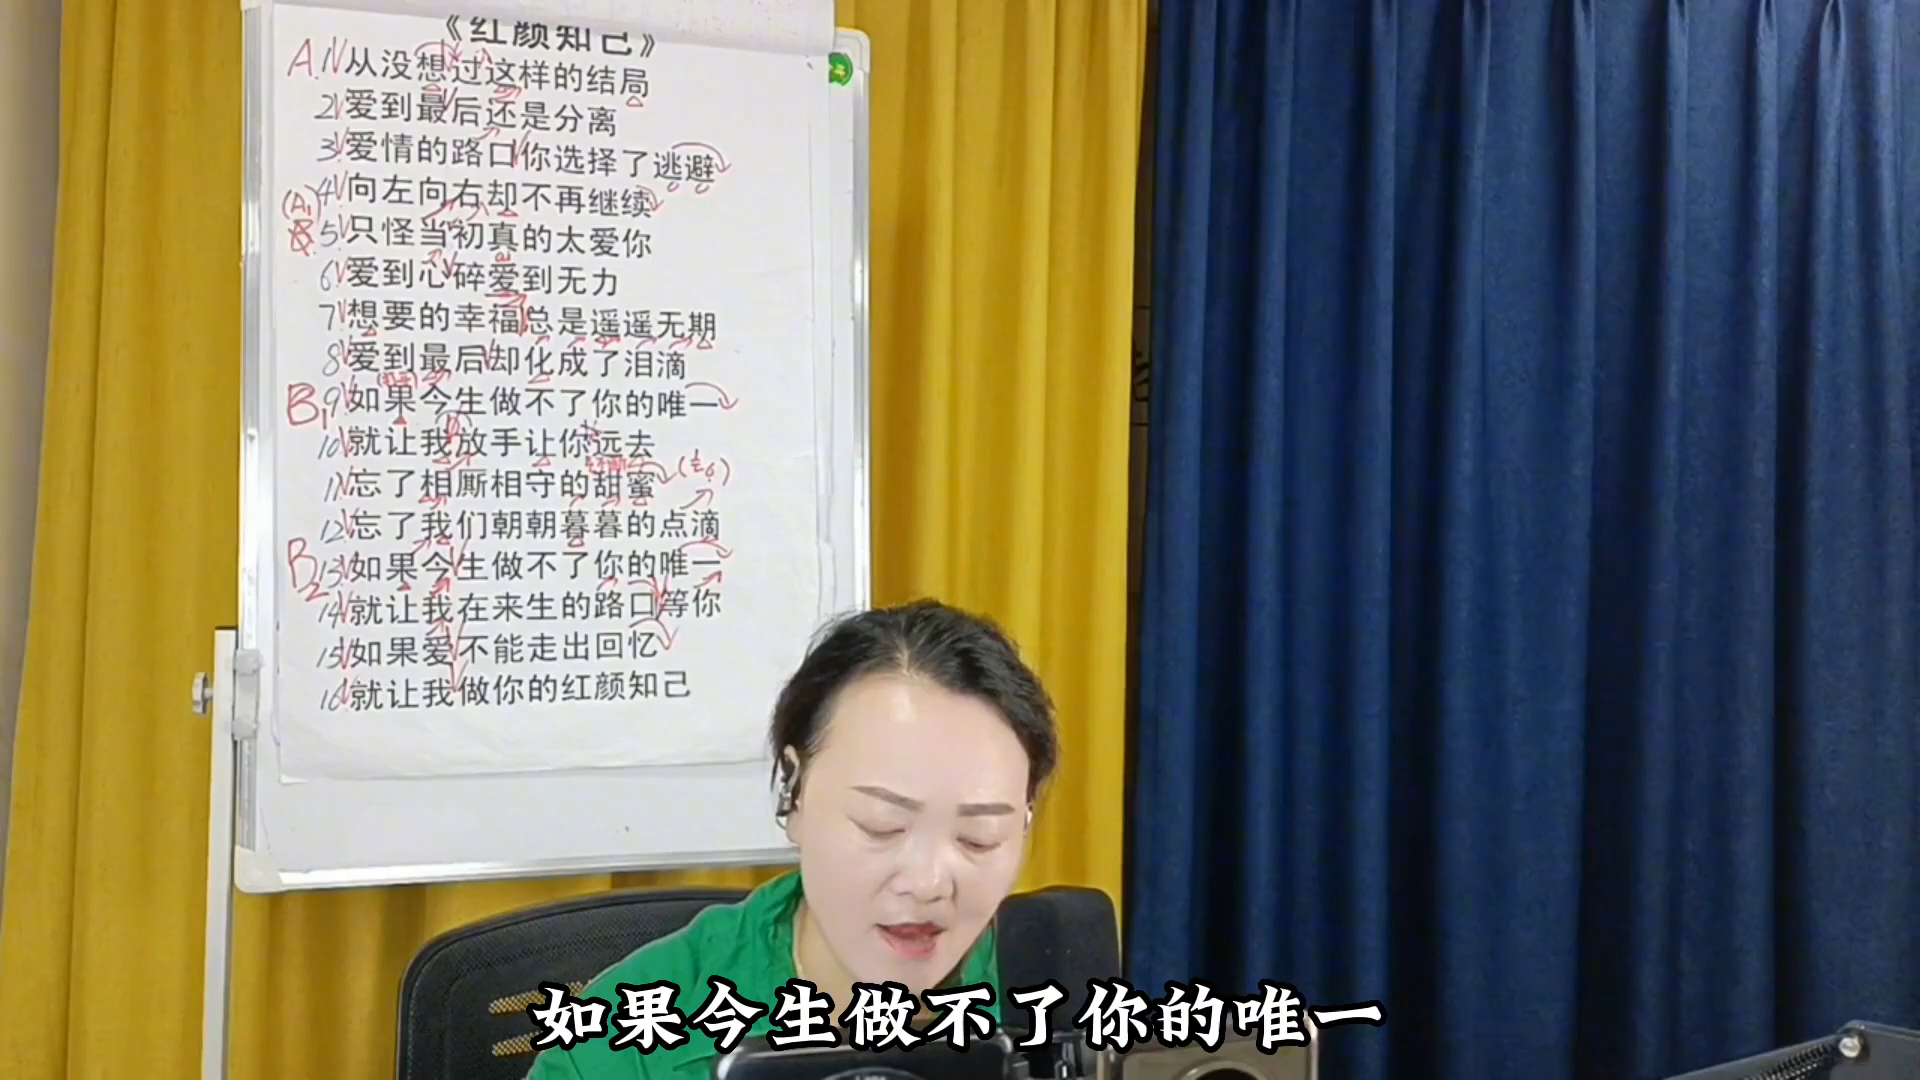 《红颜知己》
A. 1 从没想过这样的结局
2 爱到最后还是分离
3 爱情的路口你选择了逃避
4 向左向右却不再继续
(A₁)
5 只怪当初真的太爱你
6 爱到心碎爱到无力
7 想要的幸福总是遥遥无期
8 爱到最后却化成了泪滴
B₁ 9 如果今生做不了你的唯一
10 就让我放手让你远去
11 忘了相厮相守的甜蜜
12 忘了我们朝朝暮暮的点滴
B₂ 13 如果今生做不了你的唯一
14 就让我在来生的路口等你
15 如果爱不能走出回忆
16 就让我做你的红颜知己
如果今生做不了你的唯一